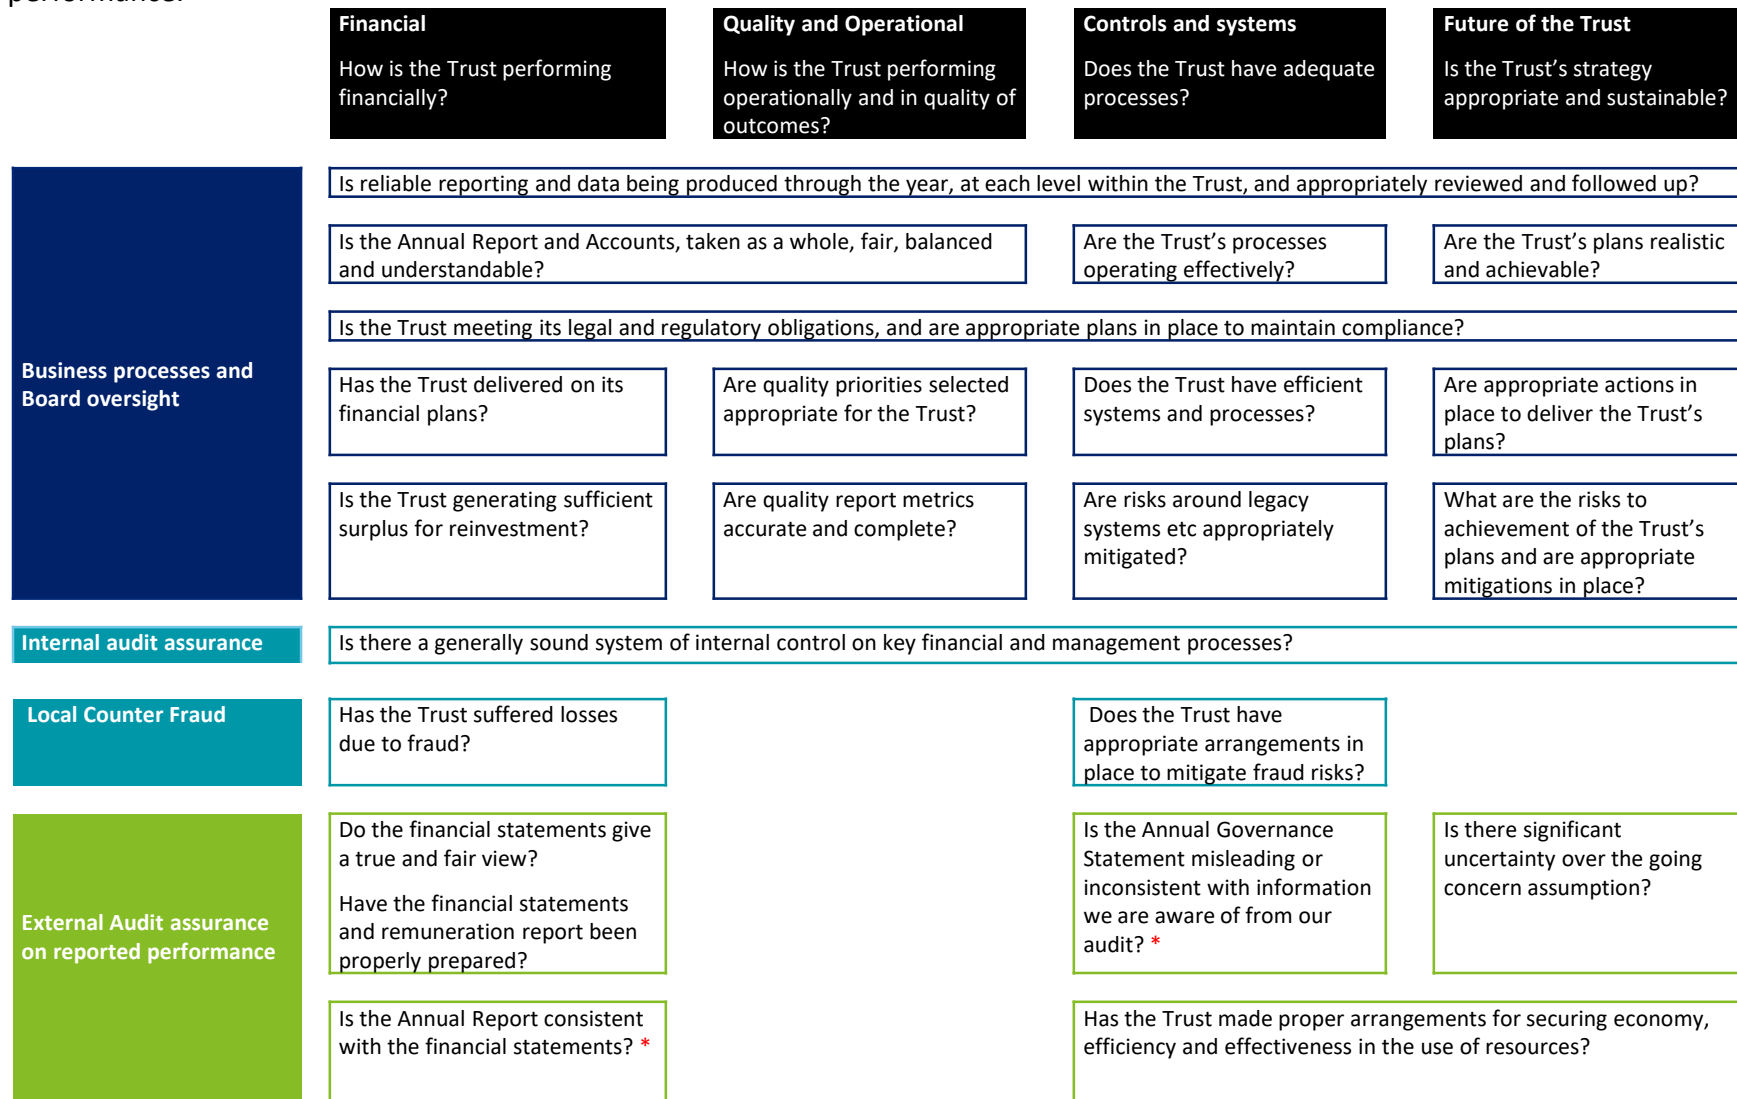 performance.
Financial
How is the Trust performing
financially?
Quality and Operational
How is the Trust performing
operationally and in quality of
outcomes?
Controls and systems
Does the Trust have adequate
processes?
Future of the Trust
Is the Trust's strategy
appropriate and sustainable?
Business processes and
Board oversight
Is reliable reporting and data being produced through the year, at each level within the Trust, and appropriately reviewed and followed up?
Is the Annual Report and Accounts, taken as a whole, fair, balanced
and understandable?
Are the Trust's processes
operating effectively?
Are the Trust's plans realistic
and achievable?
Is the Trust meeting its legal and regulatory obligations, and are appropriate plans in place to maintain compliance?
Has the Trust delivered on its
financial plans?
Are quality priorities selected
appropriate for the Trust?
Does the Trust have efficient
systems and processes?
Are appropriate actions in
place to deliver the Trust's
plans?
Is the Trust generating sufficient
surplus for reinvestment?
Are quality report metrics
accurate and complete?
Are risks around legacy
systems etc appropriately
mitigated?
What are the risks to
achievement of the Trust's
plans and are appropriate
mitigations in place?
Internal audit assurance
Is there a generally sound system of internal control on key financial and management processes?
Local Counter Fraud
Has the Trust suffered losses
due to fraud?
Does the Trust have
appropriate arrangements in
place to mitigate fraud risks?
External Audit assurance
on reported performance
Do the financial statements give
a true and fair view?
Have the financial statements
and remuneration report been
properly prepared?
Is the Annual Governance
Statement misleading or
inconsistent with information
we are aware of from our
audit? *
Is there significant
uncertainty over the going
concern assumption?
Is the Annual Report consistent
with the financial statements? *
Has the Trust made proper arrangements for securing economy,
efficiency and effectiveness in the use of resources?